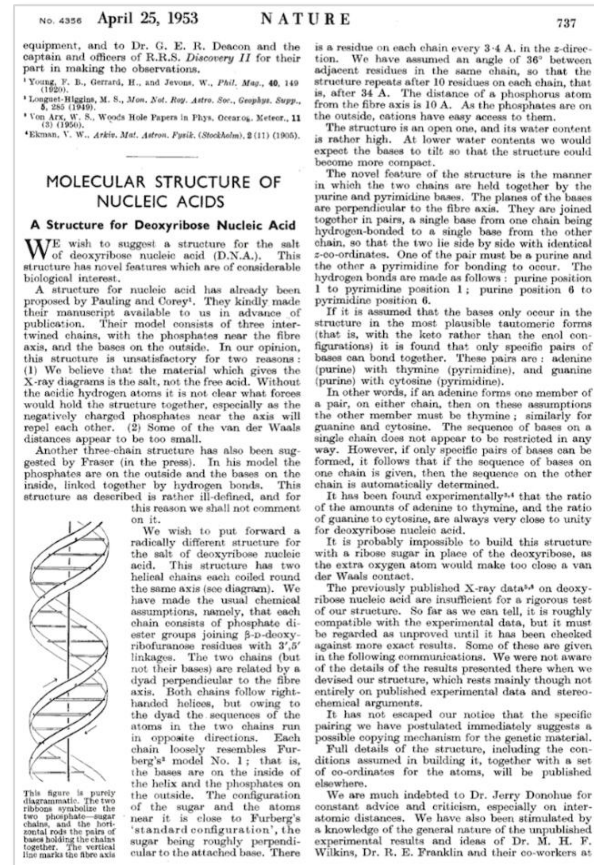 No. 4356 April 25, 1953 NATURE 737
equipment, and to Dr. G. E. R. Deacon and the
captain and officers of R.R.S. Discovery II for their
part in making the observations.
¹ Young, F. B., Gerrard, H., and Jevons, W., Phil. Mag., 40, 149
(1920).
² Longuet-Higgins, M. S., Mon. Not. Roy. Astro. Soc., Geophys. Supp.,
5, 285 (1949).
³ Von Arx, W. S., Woods Hole Papers in Phys. Ocearog. Meteor., 11
(3) (1950).
⁴ Ekman, V. W., Arkiv. Mat. Astron. Fysik. (Stockholm), 2 (11) (1905).
MOLECULAR STRUCTURE OF
NUCLEIC ACIDS
A Structure for Deoxyribose Nucleic Acid
WE wish to suggest a structure for the salt
of deoxyribose nucleic acid (D.N.A.). This
structure has novel features which are of considerable
biological interest.
A structure for nucleic acid has already been
proposed by Pauling and Corey¹. They kindly made
their manuscript available to us in advance of
publication. Their model consists of three inter-
twined chains, with the phosphates near the fibre
axis, and the bases on the outside. In our opinion,
this structure is unsatisfactory for two reasons :
(1) We believe that the material which gives the
X-ray diagrams is the salt, not the free acid. Without
the acidic hydrogen atoms it is not clear what forces
would hold the structure together, especially as the
negatively charged phosphates near the axis will
repel each other. (2) Some of the van der Waals
distances appear to be too small.
Another three-chain structure has also been sug-
gested by Fraser (in the press). In his model the
phosphates are on the outside and the bases on the
inside, linked together by hydrogen bonds. This
structure as described is rather ill-defined, and for
this reason we shall not comment
on it.
We wish to put forward a
radically different structure for
the salt of deoxyribose nucleic
acid. This structure has two
helical chains each coiled round
the same axis (see diagram). We
have made the usual chemical
assumptions, namely, that each
chain consists of phosphate di-
ester groups joining β-D-deoxy-
ribofuranose residues with 3',5'
linkages. The two chains (but
not their bases) are related by a
dyad perpendicular to the fibre
axis. Both chains follow right-
handed helices, but owing to
the dyad the sequences of the
atoms in the two chains run
in opposite directions. Each
chain loosely resembles Fur-
berg's² model No. 1 ; that is,
the bases are on the inside of
the helix and the phosphates on
the outside. The configuration
of the sugar and the atoms
near it is close to Furberg's
'standard configuration', the
sugar being roughly perpendi-
cular to the attached base. There
This figure is purely
diagrammatic. The two
ribbons symbolize the
two phosphate—sugar
chains, and the hori-
zontal rods the pairs of
bases holding the chains
together. The vertical
line marks the fibre axis
is a residue on each chain every 3·4 A. in the z-direc-
tion. We have assumed an angle of 36° between
adjacent residues in the same chain, so that the
structure repeats after 10 residues on each chain, that
is, after 34 A. The distance of a phosphorus atom
from the fibre axis is 10 A. As the phosphates are on
the outside, cations have easy access to them.
The structure is an open one, and its water content
is rather high. At lower water contents we would
expect the bases to tilt so that the structure could
become more compact.
The novel feature of the structure is the manner
in which the two chains are held together by the
purine and pyrimidine bases. The planes of the bases
are perpendicular to the fibre axis. They are joined
together in pairs, a single base from one chain being
hydrogen-bonded to a single base from the other
chain, so that the two lie side by side with identical
z-co-ordinates. One of the pair must be a purine and
the other a pyrimidine for bonding to occur. The
hydrogen bonds are made as follows : purine position
1 to pyrimidine position 1 ; purine position 6 to
pyrimidine position 6.
If it is assumed that the bases only occur in the
structure in the most plausible tautomeric forms
(that is, with the keto rather than the enol con-
figurations) it is found that only specific pairs of
bases can bond together. These pairs are : adenine
(purine) with thymine (pyrimidine), and guanine
(purine) with cytosine (pyrimidine).
In other words, if an adenine forms one member of
a pair, on either chain, then on these assumptions
the other member must be thymine ; similarly for
guanine and cytosine. The sequence of bases on a
single chain does not appear to be restricted in any
way. However, if only specific pairs of bases can be
formed, it follows that if the sequence of bases on
one chain is given, then the sequence on the other
chain is automatically determined.
It has been found experimentally³,⁴ that the ratio
of the amounts of adenine to thymine, and the ratio
of guanine to cytosine, are always very close to unity
for deoxyribose nucleic acid.
It is probably impossible to build this structure
with a ribose sugar in place of the deoxyribose, as
the extra oxygen atom would make too close a van
der Waals contact.
The previously published X-ray data⁵,⁶ on deoxy-
ribose nucleic acid are insufficient for a rigorous test
of our structure. So far as we can tell, it is roughly
compatible with the experimental data, but it must
be regarded as unproved until it has been checked
against more exact results. Some of these are given
in the following communications. We were not aware
of the details of the results presented there when we
devised our structure, which rests mainly though not
entirely on published experimental data and stereo-
chemical arguments.
It has not escaped our notice that the specific
pairing we have postulated immediately suggests a
possible copying mechanism for the genetic material.
Full details of the structure, including the con-
ditions assumed in building it, together with a set
of co-ordinates for the atoms, will be published
elsewhere.
We are much indebted to Dr. Jerry Donohue for
constant advice and criticism, especially on inter-
atomic distances. We have also been stimulated by
a knowledge of the general nature of the unpublished
experimental results and ideas of Dr. M. H. F.
Wilkins, Dr. R. E. Franklin and their co-workers at